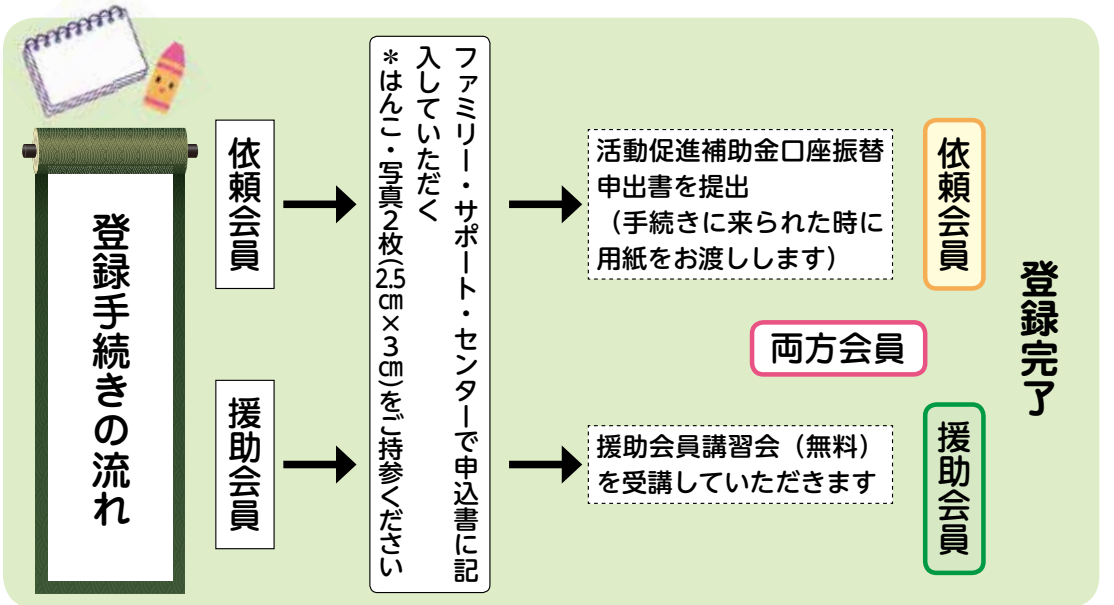 登録手続きの流れ
依頼会員
援助会員
ファミリー・サポート・センターで申込書に記
入していただく
＊はんこ・写真２枚(2.5㎝×３㎝)をご持参ください
活動促進補助金口座振替
申出書を提出
（手続きに来られた時に
用紙をお渡しします）
援助会員講習会（無料）
を受講していただきます
依頼会員
両方会員
援助会員
登録完了